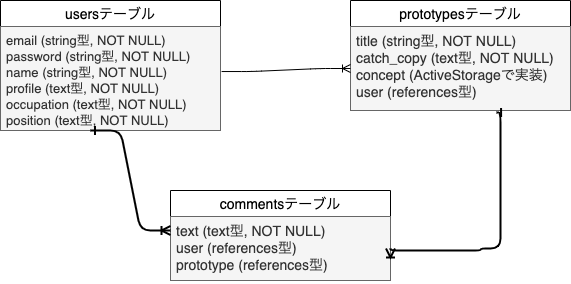 usersテーブル
email (string型, NOT NULL)
password (string型, NOT NULL)
name (string型, NOT NULL)
profile (text型, NOT NULL)
occupation (text型, NOT NULL)
position (text型, NOT NULL)
prototypesテーブル
title (string型, NOT NULL)
catch_copy (text型, NOT NULL)
concept (ActiveStorageで実装)
user (references型)
commentsテーブル
text (text型, NOT NULL)
user (references型)
prototype (references型)